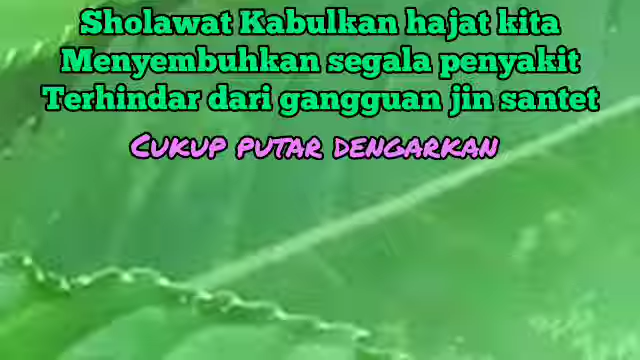 Sholawat Kabulkan hajat kita
Menyembuhkan segala penyakit
Terhindar dari gangguan jin santet
Cukup putar dengarkan